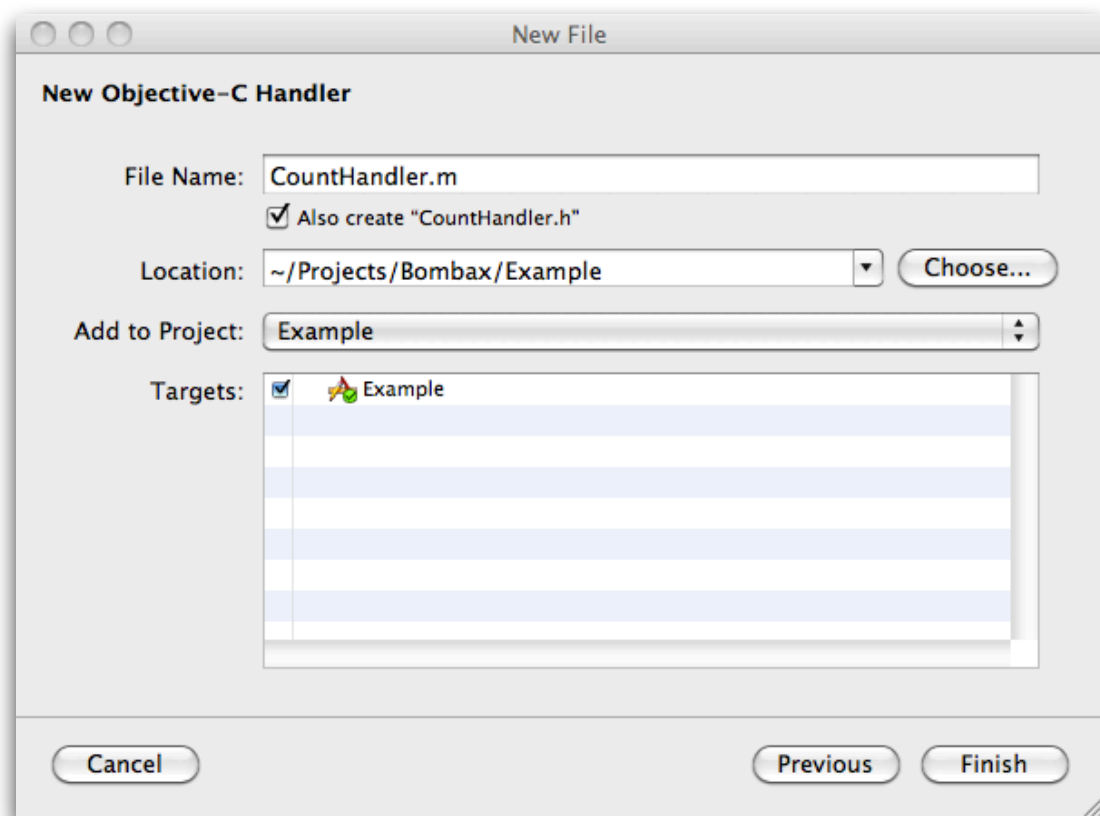 New File
New Objective-C Handler
File Name: CountHandler.m
Also create "CountHandler.h"
Location: ~/Projects/Bombax/Example Choose...
Add to Project: Example
Targets: Example
Cancel Previous Finish